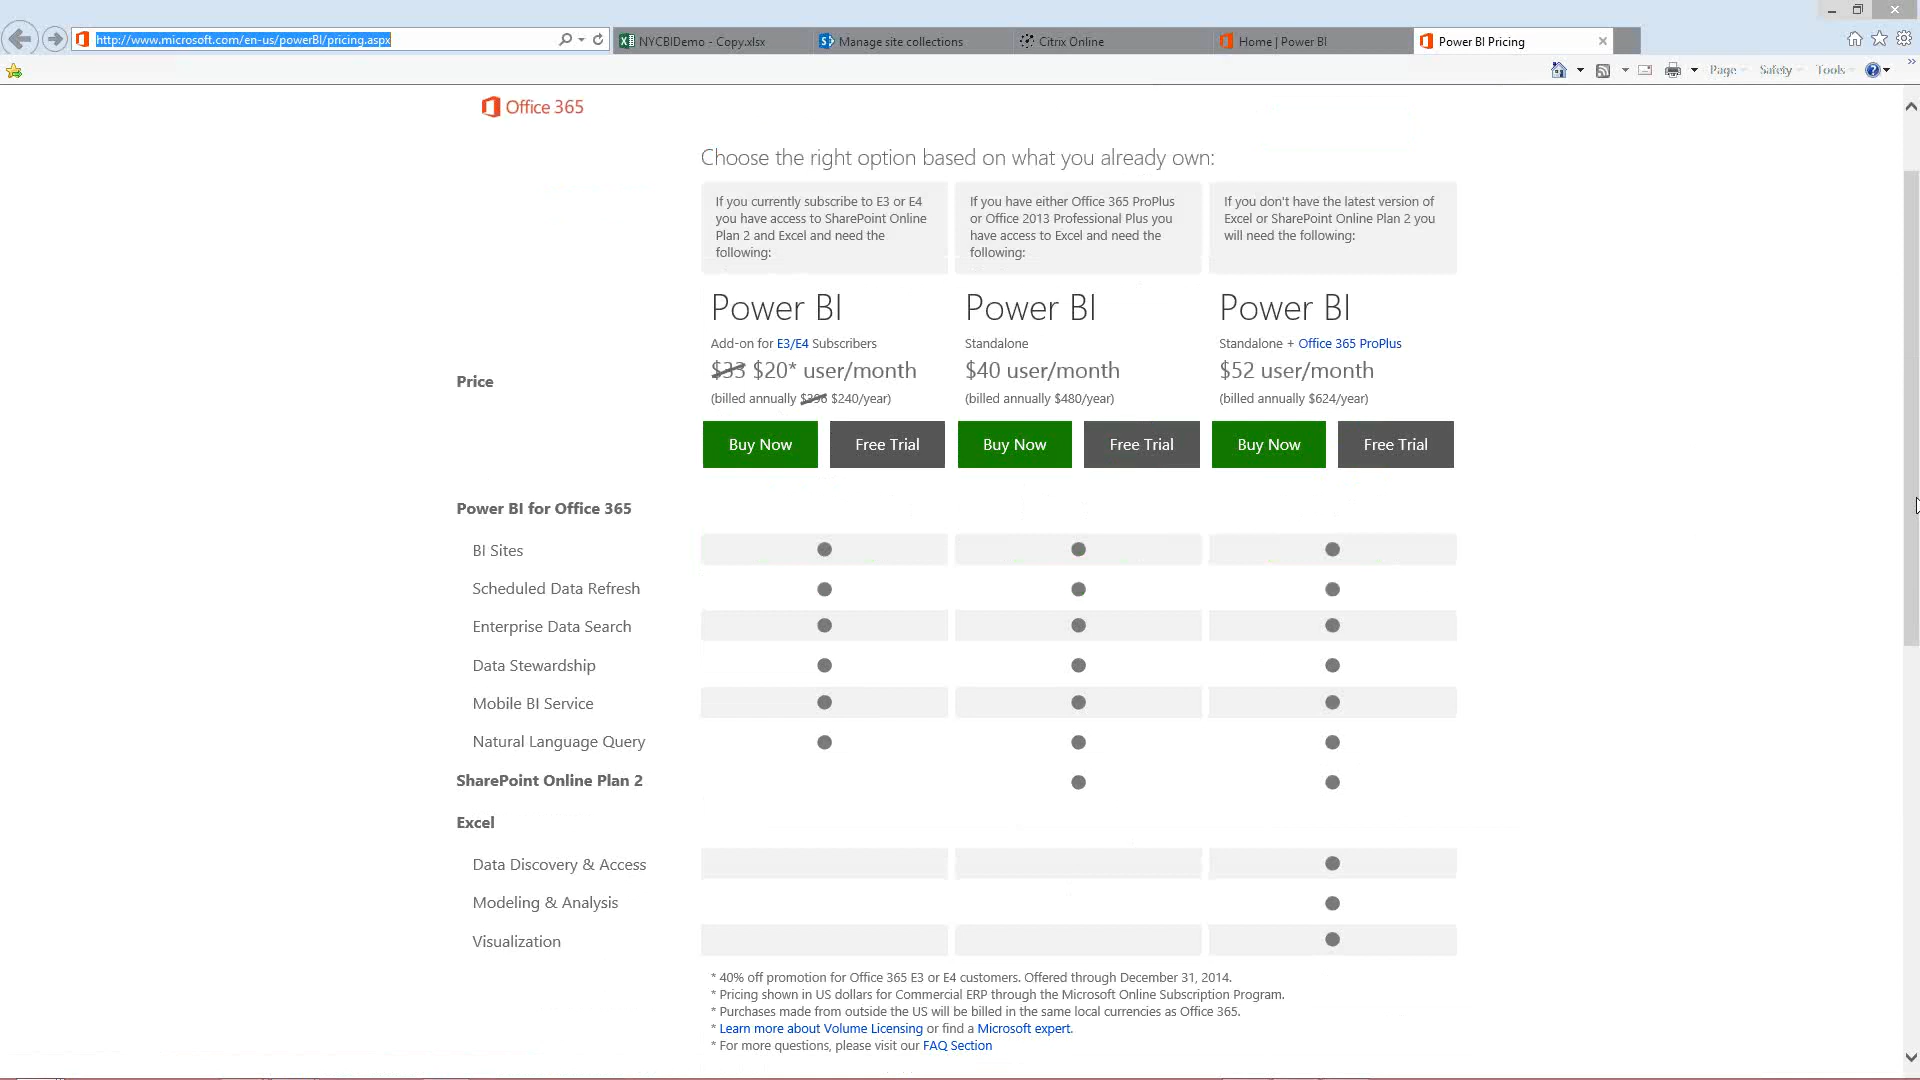 http://www.microsoft.com/en-us/powerBI/pricing.aspx
NYCBIDemo - Copy.xlsx
Manage site collections
Citrix Online
Home | Power BI
Power BI Pricing
Page
Safety
Tools
Office 365
Choose the right option based on what you already own:
If you currently subscribe to E3 or E4
you have access to SharePoint Online
Plan 2 and Excel and need the
following:
If you have either Office 365 ProPlus
or Office 2013 Professional Plus you
have access to Excel and need the
following:
If you don't have the latest version of
Excel or SharePoint Online Plan 2 you
will need the following:
Price
Power BI
Add-on for E3/E4 Subscribers
$33 $20* user/month
(billed annually $396 $240/year)
Buy Now
Free Trial
Power BI
Standalone
$40 user/month
(billed annually $480/year)
Buy Now
Free Trial
Power BI
Standalone + Office 365 ProPlus
$52 user/month
(billed annually $624/year)
Buy Now
Free Trial
Power BI for Office 365
BI Sites
Scheduled Data Refresh
Enterprise Data Search
Data Stewardship
Mobile BI Service
Natural Language Query
SharePoint Online Plan 2
Excel
Data Discovery & Access
Modeling & Analysis
Visualization
* 40% off promotion for Office 365 E3 or E4 customers. Offered through December 31, 2014.
* Pricing shown in US dollars for Commercial ERP through the Microsoft Online Subscription Program.
* Purchases made from outside the US will be billed in the same local currencies as Office 365.
* Learn more about Volume Licensing or find a Microsoft expert.
* For more questions, please visit our FAQ Section